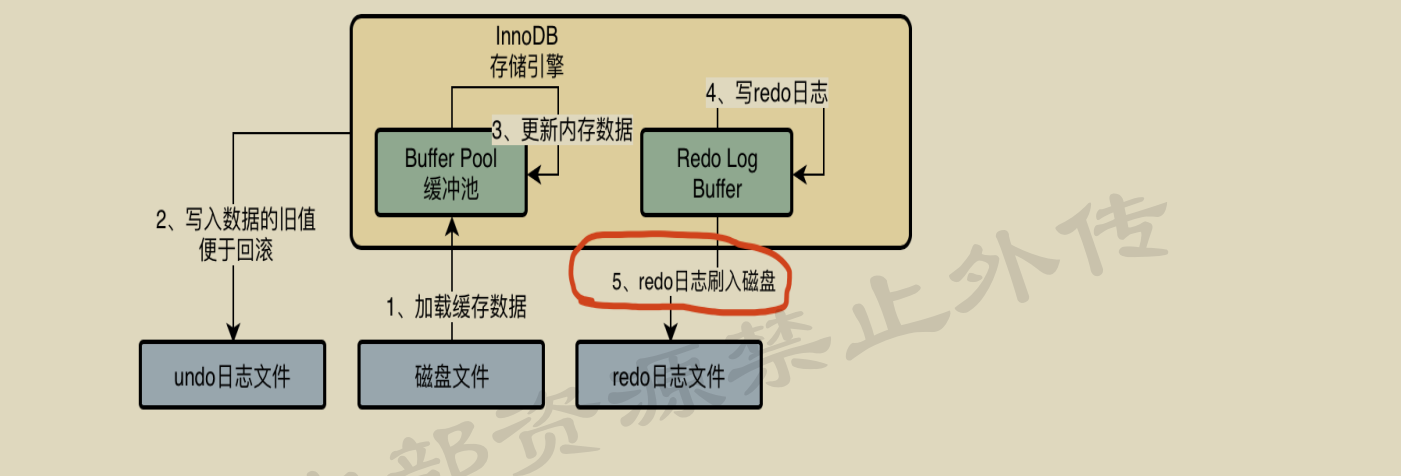 InnoDB
存储引擎
4、写redo日志
3、更新内存数据
Buffer Pool
缓冲池
Redo Log
Buffer
2、写入数据的旧值
便于回滚
5、redo日志刷入磁盘
1、加载缓存数据
undo日志文件
磁盘文件
redo日志文件
部资源禁止外传